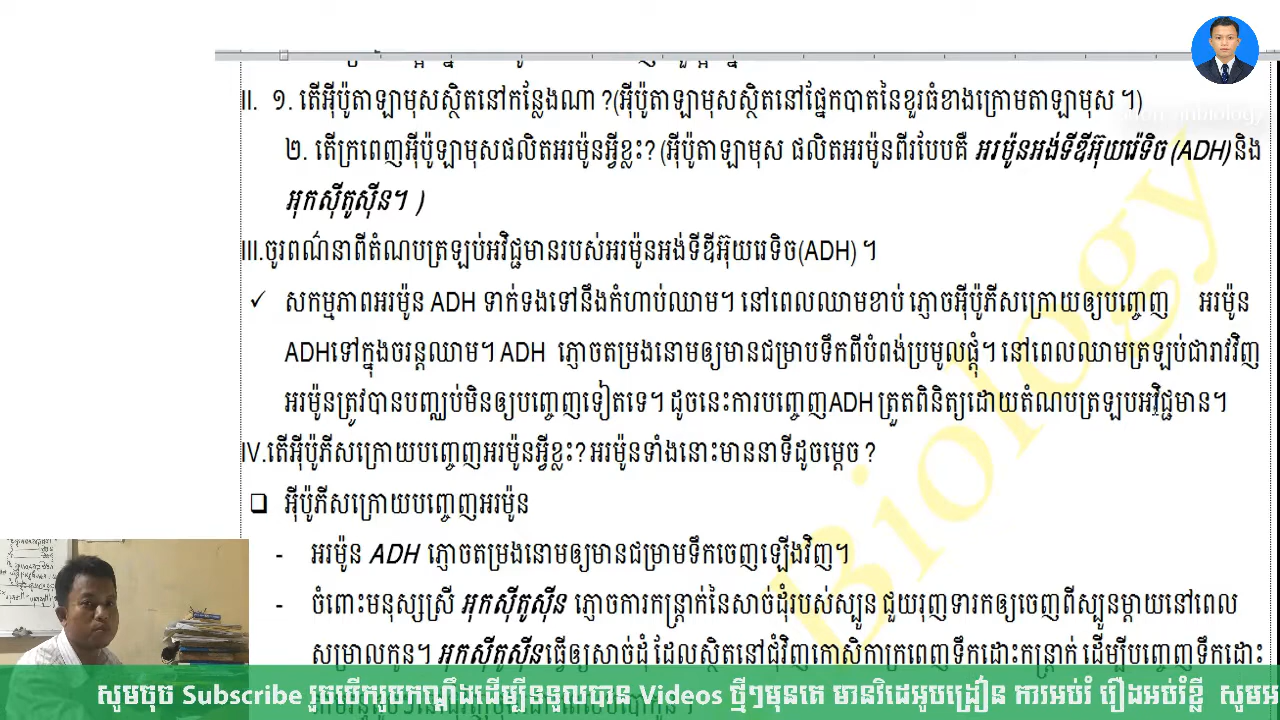 II. ១. តើអ៊ីប៉ូតាឡាមុសស្ថិតនៅកន្លែងណា ?(អ៊ីប៉ូតាឡាមុសស្ថិតនៅផ្នែកបាតនៃខួរធំខាងក្រោមតាឡាមុស ។)
២. តើក្រពេញអ៊ីប៉ូឡាមុសផលិតអរម៉ូនអ្វីខ្លះ? (អ៊ីប៉ូតាឡាមុស ផលិតអរម៉ូនពីរបែបគឺ អរម៉ូនអង់ទីឌីអ៊ុយរ៉េទិច (ADH) និង
អុកស៊ីតូស៊ីន។ )
III.ចូរពណ៌នាពីតំណបត្រឡប់អវិជ្ជមានរបស់អរម៉ូនអង់ទីឌីអ៊ុយរេទិច(ADH) ។
✓ សកម្មភាពអរម៉ូន ADH ទាក់ទងទៅនឹងកំហាប់ឈាម។ នៅពេលឈាមខាប់ ភ្ញោចអ៊ីប៉ូភីសក្រោយឲ្យបញ្ចេញ អរម៉ូន
ADHទៅក្នុងចរន្តឈាម។ ADH ភ្ញោចតម្រងនោមឲ្យមានជម្រាបទឹកពីបំពង់ប្រមូលផ្តុំ។ នៅពេលឈាមត្រឡប់ជារាវវិញ
អរម៉ូនត្រូវបានបញ្ឈប់មិនឲ្យបញ្ចេញទៀតទេ។ ដូចនេះការបញ្ចេញADH ត្រួតពិនិត្យដោយតំណបត្រឡបអវិជ្ជមាន។
IV.តើអ៊ីប៉ូភីសក្រោយបញ្ចេញអរម៉ូនអ្វីខ្លះ? អរម៉ូនទាំងនោះមាននាទីដូចម្តេច ?
❑ អ៊ីប៉ូភីសក្រោយបញ្ចេញអរម៉ូន
- អរម៉ូន ADH ភ្ញោចតម្រងនោមឲ្យមានជម្រាមទឹកចេញឡើងវិញ។
- ចំពោះមនុស្សស្រី អុកស៊ីតូស៊ីន ភ្ញោចការកន្ត្រាក់នៃសាច់ដុំរបស់ស្បូន ជួយរុញទារកឲ្យចេញពីស្បូនម្តាយនៅពេល
សម្រាលកូន។ អុកស៊ីតូស៊ីនធ្វើឲ្យសាច់ដុំ ដែលស្ថិតនៅជុំវិញកោសិកាក្រពេញទឹកដោះកន្ត្រាក់ ដើម្បីបញ្ចេញទឹកដោះ
សូមចុច Subscribe រួចបើករូបកណ្ដឹងដើម្បីទទួលបាន Videos ថ្មីៗមុនគេ មានវិដេអូបង្រៀន ការអប់រំ រឿងអប់រំខ្លី សូមអ
Biology